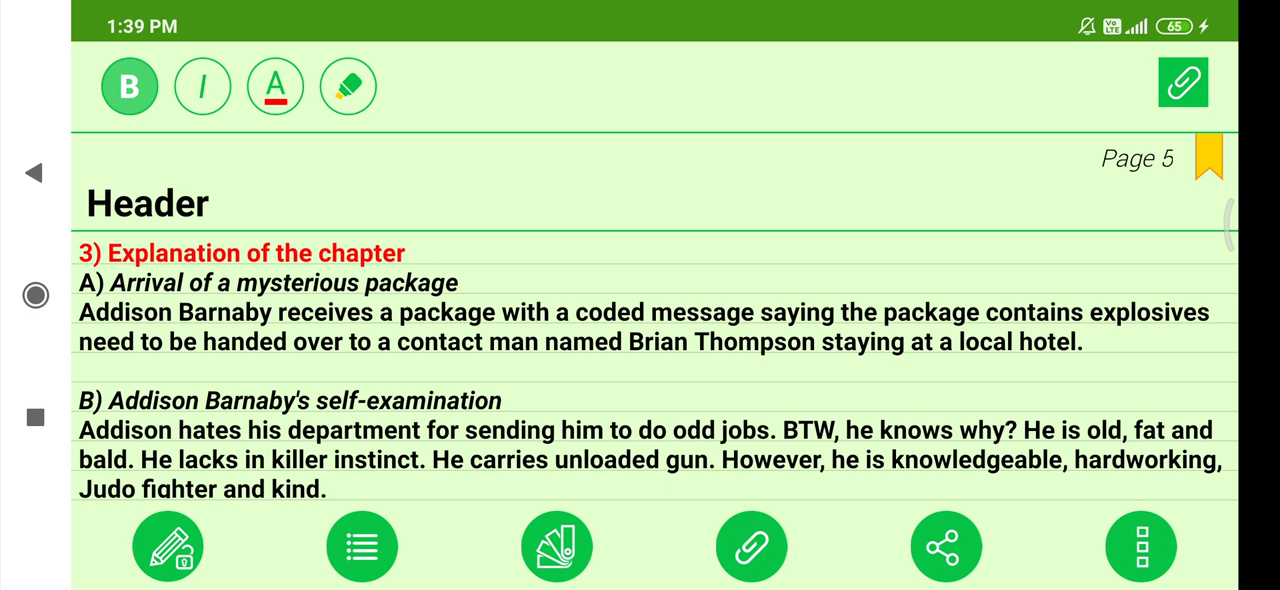 1:39 PM
Vo LTE 65
B I A
Page 5
Header
3) Explanation of the chapter
A) Arrival of a mysterious package
Addison Barnaby receives a package with a coded message saying the package contains explosives
need to be handed over to a contact man named Brian Thompson staying at a local hotel.
B) Addison Barnaby's self-examination
Addison hates his department for sending him to do odd jobs. BTW, he knows why? He is old, fat and
bald. He lacks in killer instinct. He carries unloaded gun. However, he is knowledgeable, hardworking,
Judo fighter and kind.